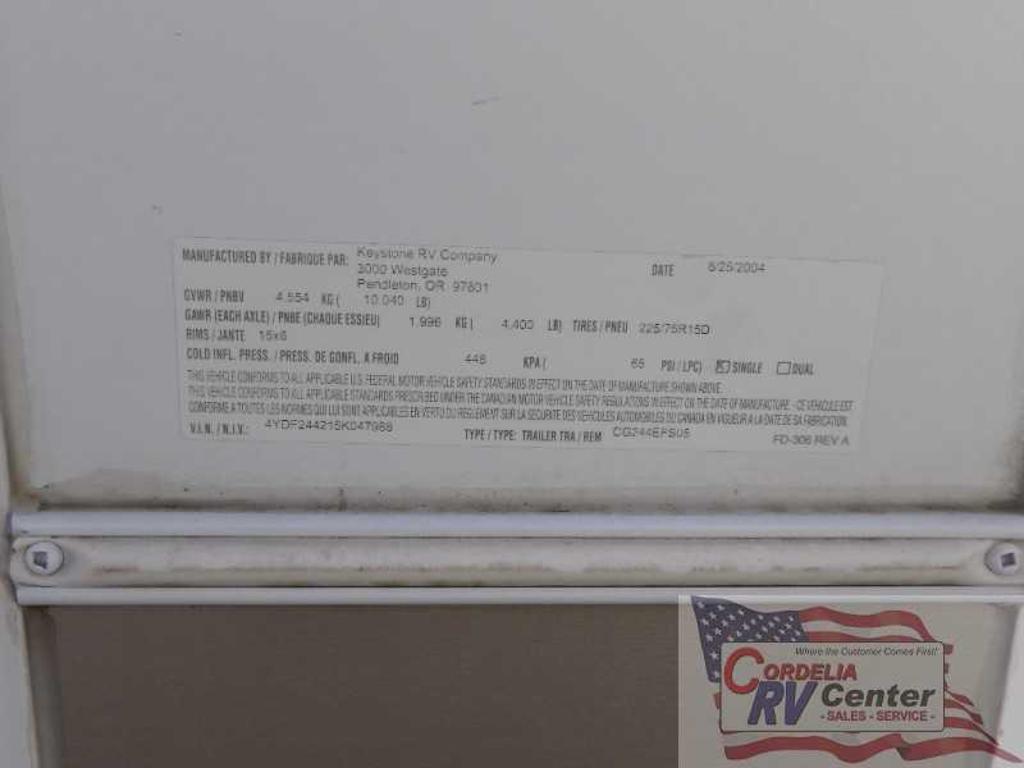 MANUFACTURED BY / FABRIQUE PAR: Keystone RV Company DATE 5/25/2004
3000 Westgate
Pendleton, OR 97801
GVWR / PNBV 4,554 KG ( 10,040 LB)
GAWR (EACH AXLE) / PNBE (CHAQUE ESSIEU) 1,996 KG ( 4,400 LB) TIRES / PNEU 225/75R15D
RIMS / JANTE 15x6
COLD INFL. PRESS. / PRESS. DE GONFL. A FROID 448 KPA ( 65 PSI / LPC) SINGLE DUAL
THIS VEHICLE CONFORMS TO ALL APPLICABLE U.S. FEDERAL MOTOR VEHICLE SAFETY STANDARDS IN EFFECT ON THE DATE OF MANUFACTURE SHOWN ABOVE.
THIS VEHICLE CONFORMS TO ALL APPLICABLE STANDARDS PRESCRIBED UNDER THE CANADIAN MOTOR VEHICLE SAFETY REGULATIONS IN EFFECT ON THE DATE OF MANUFACTURE. - CE VEHICULE EST
CONFORME A TOUTES LES NORMES QUI LUI SONT APPLICABLES EN VERTU DU REGLEMENT SUR LA SECURITE DES VEHICULES AUTOMOBILES DU CANADA EN VIGUEUR A LA DATE DE SA FABRICATION.
V.I.N. / N.I.V.: 4YDF244215K047988 TYPE / TYPE: TRAILER TRA / REM CG244EFS05
FD-306 REV A
Where the Customer Comes First!
CORDELIA
RV Center
- SALES - SERVICE -